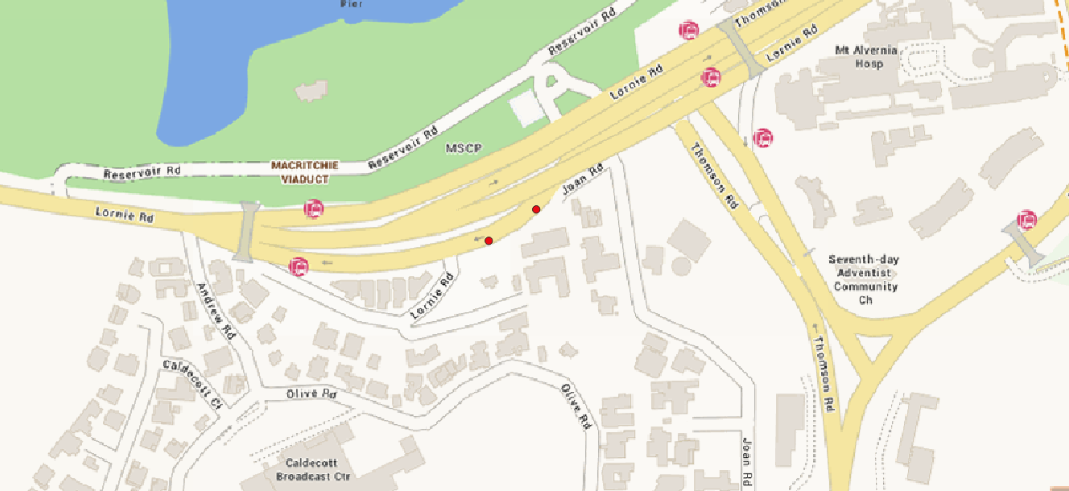 Pier
Reservoir Rd
Thomson
Lornie Rd
Mt Alvernia
Hosp
Lornie Rd
Reservoir Rd
MSCP
MACRITCHIE
VIADUCT
Reservoir Rd
Joan Rd
Thomson Rd
Lornie Rd
Seventh-day
Adventist
Community
Ch
Lornie Rd
Andrew Rd
Thomson Rd
Caldecott Cl
Olive Rd
Olive Rd
Joan Rd
Caldecott
Broadcast Ctr